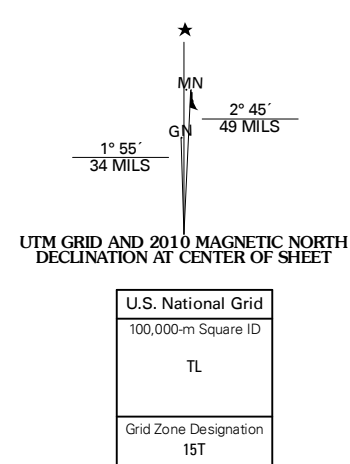 MN
2° 45´
49 MILS
GN
1° 55´
34 MILS
UTM GRID AND 2010 MAGNETIC NORTH
DECLINATION AT CENTER OF SHEET
U.S. National Grid
100,000-m Square ID
TL
Grid Zone Designation
15T